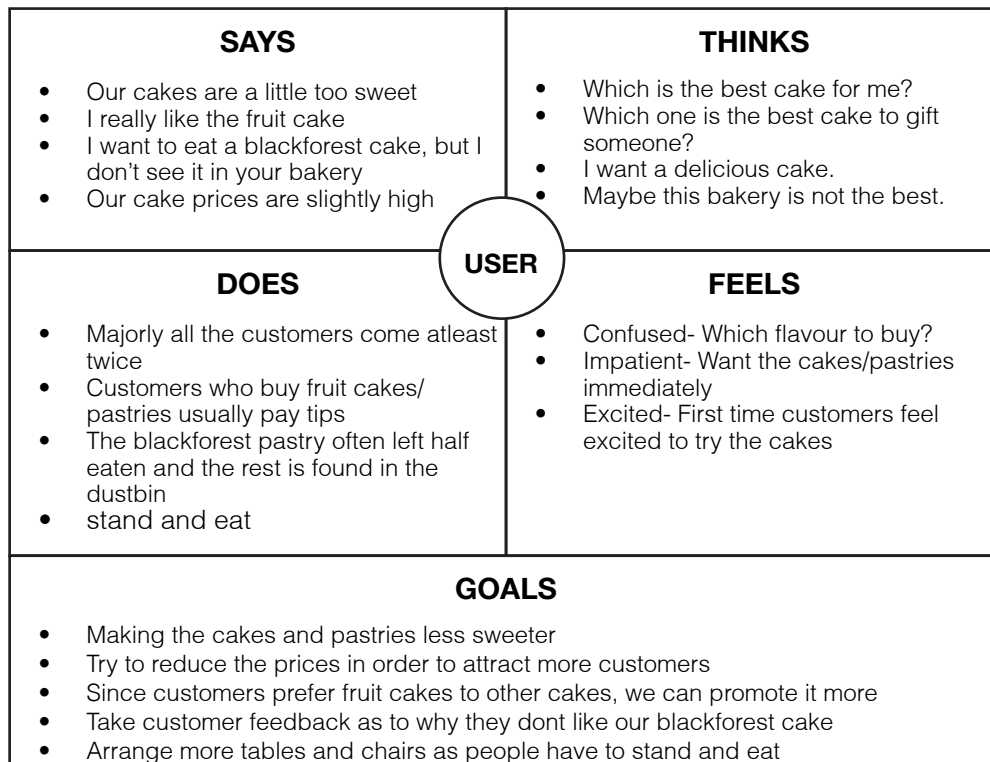 SAYS
• Our cakes are a little too sweet
• I really like the fruit cake
• I want to eat a blackforest cake, but I
don't see it in your bakery
• Our cake prices are slightly high
THINKS
• Which is the best cake for me?
• Which one is the best cake to gift
someone?
• I want a delicious cake.
• Maybe this bakery is not the best.
USER
DOES
• Majorly all the customers come atleast
twice
• Customers who buy fruit cakes/
pastries usually pay tips
• The blackforest pastry often left half
eaten and the rest is found in the
dustbin
• stand and eat
FEELS
• Confused- Which flavour to buy?
• Impatient- Want the cakes/pastries
immediately
• Excited- First time customers feel
excited to try the cakes
GOALS
• Making the cakes and pastries less sweeter
• Try to reduce the prices in order to attract more customers
• Since customers prefer fruit cakes to other cakes, we can promote it more
• Take customer feedback as to why they dont like our blackforest cake
• Arrange more tables and chairs as people have to stand and eat